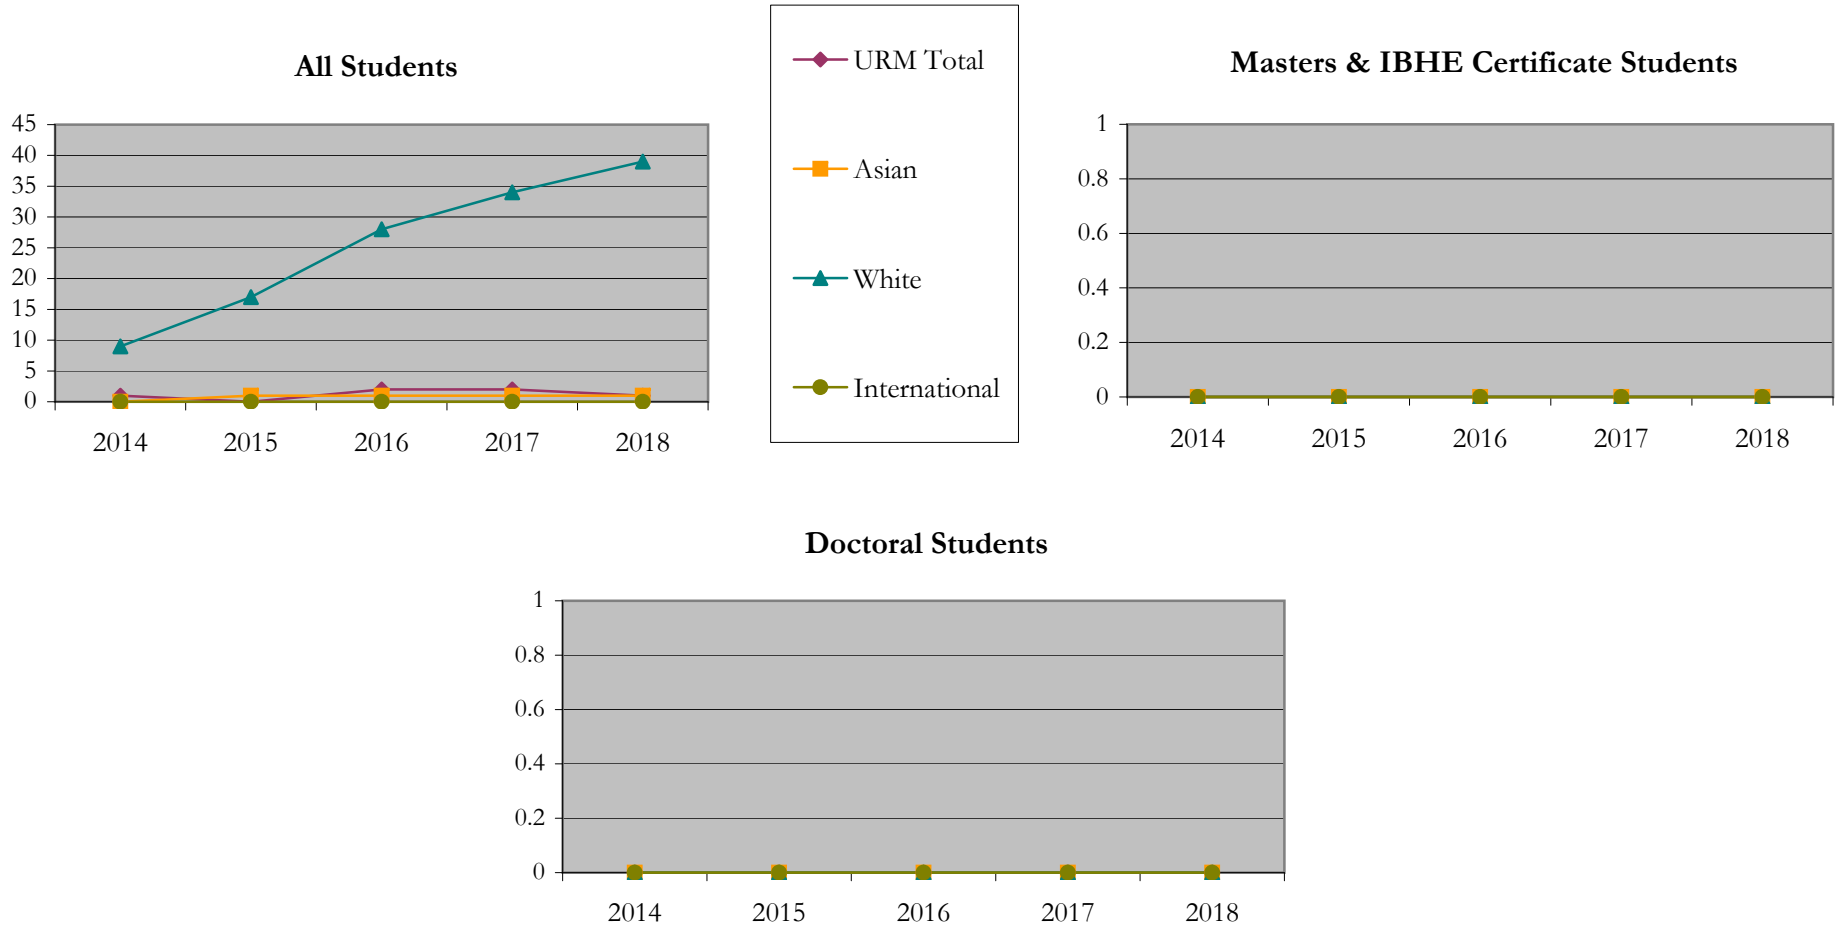 All Students
45
40
35
30
25
20
15
10
5
0
2014 2015 2016 2017 2018
URM Total
Asian
White
International
Masters & IBHE Certificate Students
1
0.8
0.6
0.4
0.2
0
2014 2015 2016 2017 2018
Doctoral Students
1
0.8
0.6
0.4
0.2
0
2014 2015 2016 2017 2018